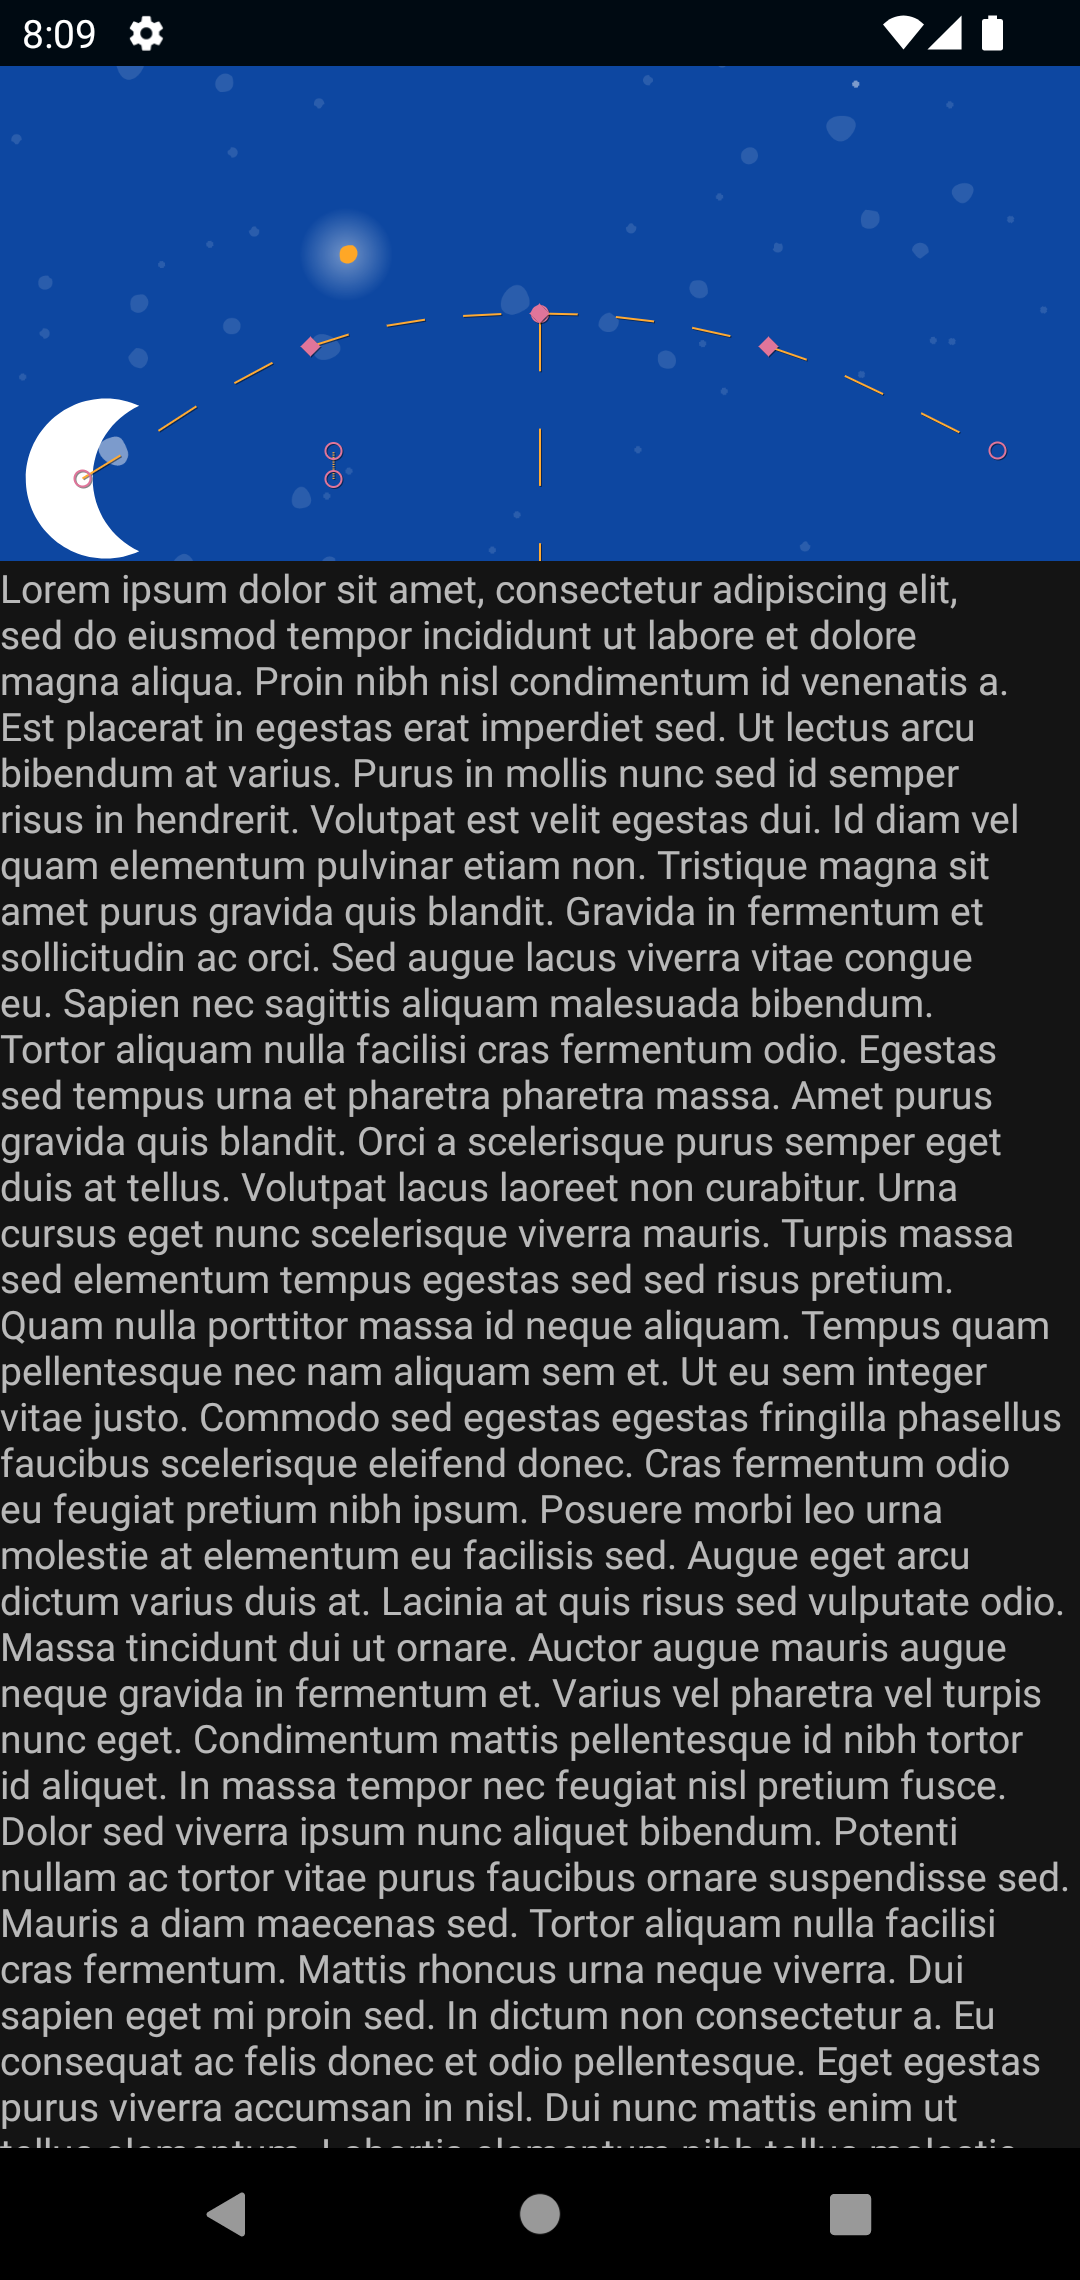 8:09
Lorem ipsum dolor sit amet, consectetur adipiscing elit,
sed do eiusmod tempor incididunt ut labore et dolore
magna aliqua. Proin nibh nisl condimentum id venenatis a.
Est placerat in egestas erat imperdiet sed. Ut lectus arcu
bibendum at varius. Purus in mollis nunc sed id semper
risus in hendrerit. Volutpat est velit egestas dui. Id diam vel
quam elementum pulvinar etiam non. Tristique magna sit
amet purus gravida quis blandit. Gravida in fermentum et
sollicitudin ac orci. Sed augue lacus viverra vitae congue
eu. Sapien nec sagittis aliquam malesuada bibendum.
Tortor aliquam nulla facilisi cras fermentum odio. Egestas
sed tempus urna et pharetra pharetra massa. Amet purus
gravida quis blandit. Orci a scelerisque purus semper eget
duis at tellus. Volutpat lacus laoreet non curabitur. Urna
cursus eget nunc scelerisque viverra mauris. Turpis massa
sed elementum tempus egestas sed sed risus pretium.
Quam nulla porttitor massa id neque aliquam. Tempus quam
pellentesque nec nam aliquam sem et. Ut eu sem integer
vitae justo. Commodo sed egestas egestas fringilla phasellus
faucibus scelerisque eleifend donec. Cras fermentum odio
eu feugiat pretium nibh ipsum. Posuere morbi leo urna
molestie at elementum eu facilisis sed. Augue eget arcu
dictum varius duis at. Lacinia at quis risus sed vulputate odio.
Massa tincidunt dui ut ornare. Auctor augue mauris augue
neque gravida in fermentum et. Varius vel pharetra vel turpis
nunc eget. Condimentum mattis pellentesque id nibh tortor
id aliquet. In massa tempor nec feugiat nisl pretium fusce.
Dolor sed viverra ipsum nunc aliquet bibendum. Potenti
nullam ac tortor vitae purus faucibus ornare suspendisse sed.
Mauris a diam maecenas sed. Tortor aliquam nulla facilisi
cras fermentum. Mattis rhoncus urna neque viverra. Dui
sapien eget mi proin sed. In dictum non consectetur a. Eu
consequat ac felis donec et odio pellentesque. Eget egestas
purus viverra accumsan in nisl. Dui nunc mattis enim ut
tellus elementum. Lobortis elementum nibh tellus molestie